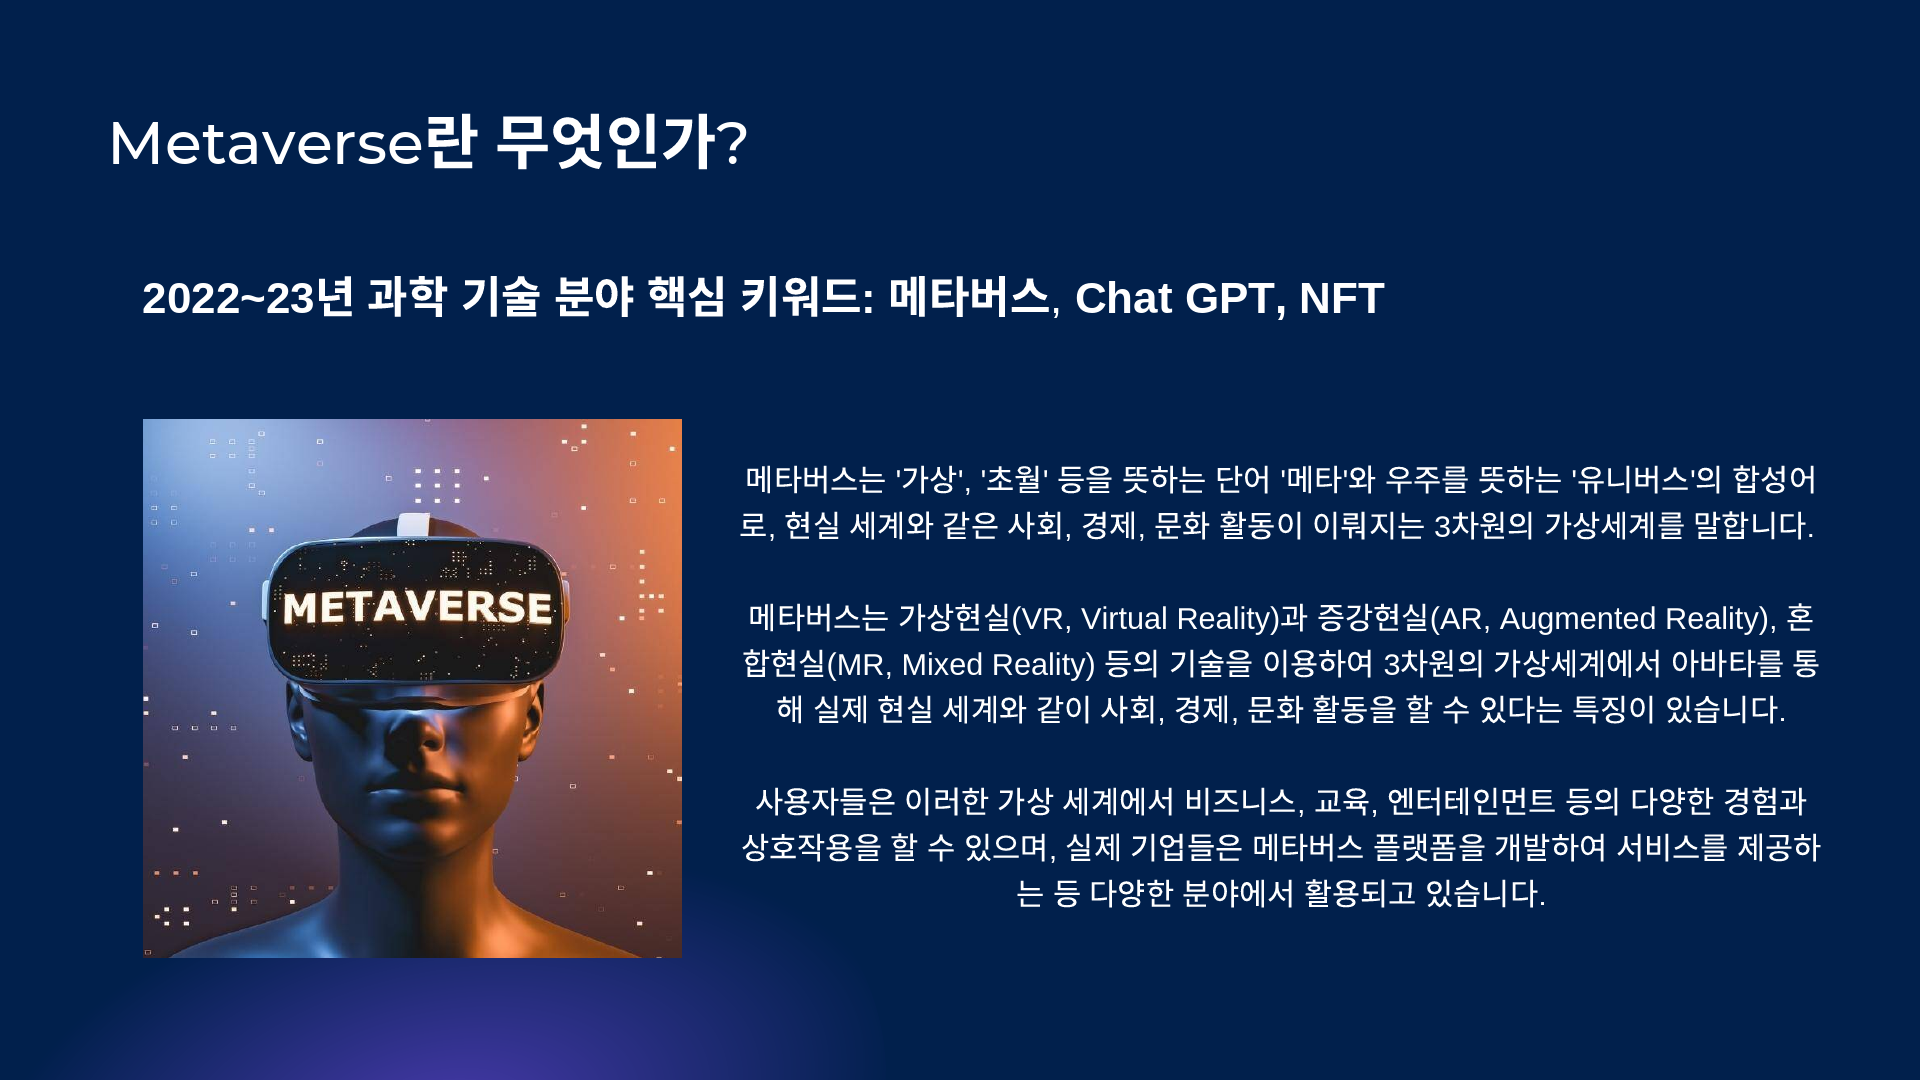 Metaverse란 무엇인가?
2022~23년 과학 기술 분야 핵심 키워드: 메타버스, Chat GPT, NFT
METAVERSE
메타버스는 '가상', '초월' 등을 뜻하는 단어 '메타'와 우주를 뜻하는 '유니버스'의 합성어
로, 현실 세계와 같은 사회, 경제, 문화 활동이 이뤄지는 3차원의 가상세계를 말합니다.
메타버스는 가상현실(VR, Virtual Reality)과 증강현실(AR, Augmented Reality), 혼
합현실(MR, Mixed Reality) 등의 기술을 이용하여 3차원의 가상세계에서 아바타를 통
해 실제 현실 세계와 같이 사회, 경제, 문화 활동을 할 수 있다는 특징이 있습니다.
사용자들은 이러한 가상 세계에서 비즈니스, 교육, 엔터테인먼트 등의 다양한 경험과
상호작용을 할 수 있으며, 실제 기업들은 메타버스 플랫폼을 개발하여 서비스를 제공하
는 등 다양한 분야에서 활용되고 있습니다.